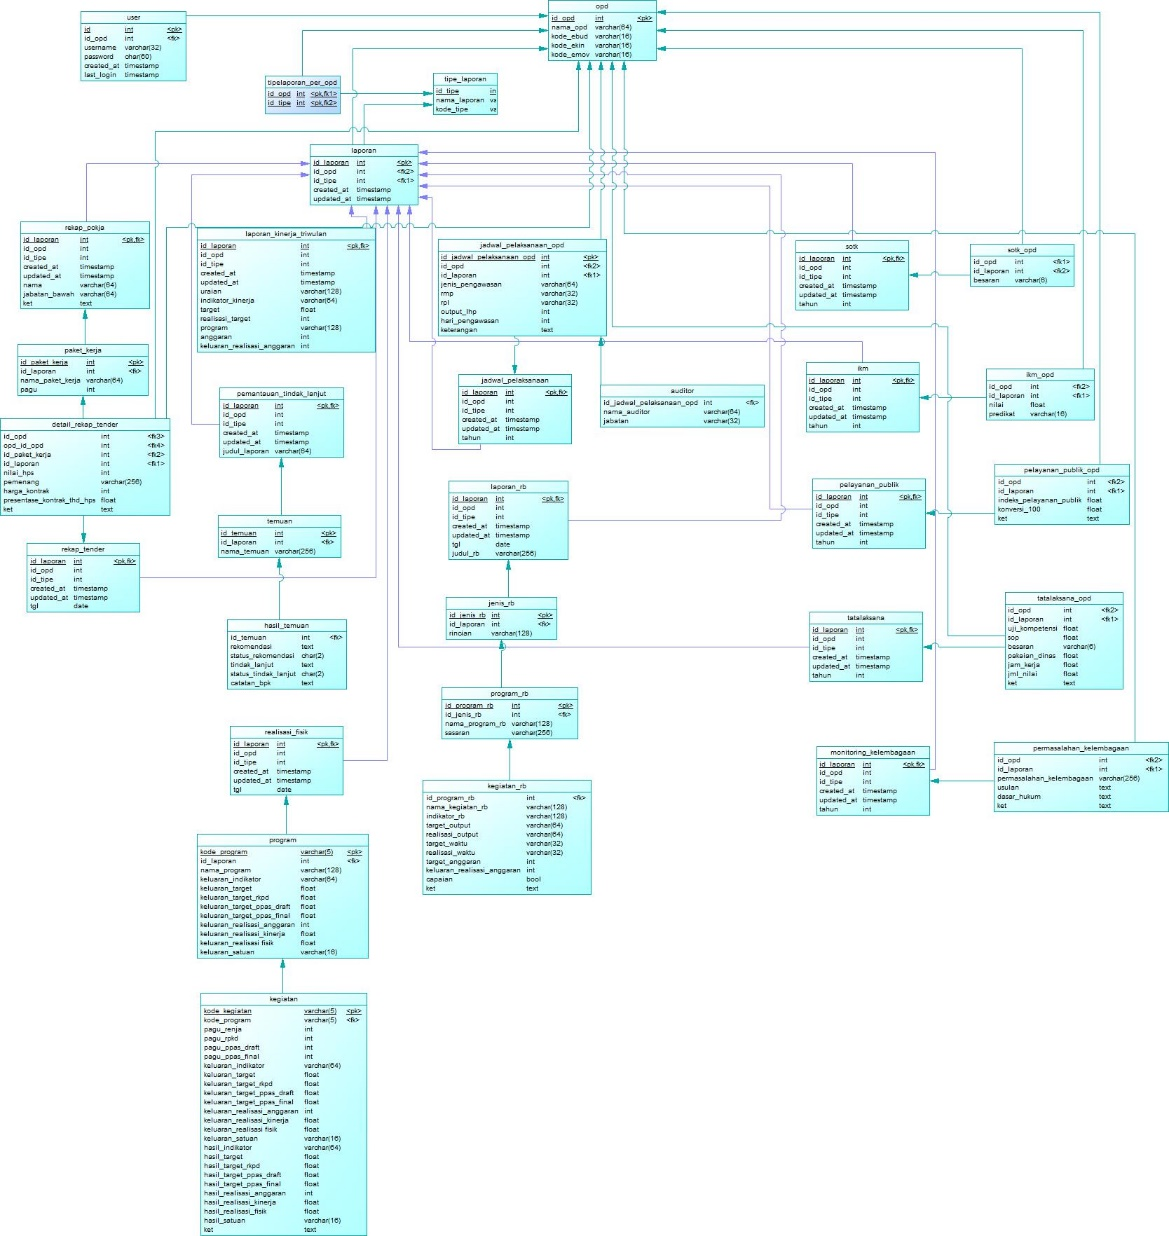 user
id int <pk>
id_opd int <fk>
username varchar(32)
password char(60)
created_at timestamp
last_login timestamp
opd
id_opd int <pk>
nama_opd varchar(64)
kode_ebud varchar(16)
kode_ekin varchar(16)
kode_emov varchar(16)
tipelaporan_per_opd
id_opd int <pk,fk1>
id_tipe int <pk,fk2>
tipe_laporan
id_tipe in
nama_laporan va
kode_tipe va
laporan
id_laporan int <pk>
id_opd int <fk2>
id_tipe int <fk1>
created_at timestamp
updated_at timestamp
rekap_pokja
id_laporan int <pk,fk>
id_opd int
id_tipe int
created_at timestamp
updated_at timestamp
nama varchar(64)
jabatan_bawah varchar(64)
ket text
laporan_kinerja_triwulan
id_laporan int <pk,fk>
id_opd int
id_tipe int
created_at timestamp
updated_at timestamp
uraian varchar(128)
indikator_kinerja varchar(64)
target float
realisasi_target int
program varchar(128)
anggaran int
keluaran_realisasi_anggaran int
jadwal_pelaksanaan_opd
id_jadwal_pelaksanaan_opd int <pk>
id_opd int <fk2>
id_laporan int <fk1>
jenis_pengawasan varchar(64)
rmp varchar(32)
rpl varchar(32)
output_lhp int
hari_pengawasan int
keterangan text
sotk
id_laporan int <pk,fk>
id_opd int
id_tipe int
created_at timestamp
updated_at timestamp
tahun int
sotk_opd
id_opd int <fk1>
id_laporan int <fk2>
besaran varchar(6)
paket_kerja
id_paket_kerja int <pk>
id_laporan int <fk>
nama_paket_kerja varchar(64)
pagu int
pemantauan_tindak_lanjut
id_laporan int <pk,fk>
id_opd int
id_tipe int
created_at timestamp
updated_at timestamp
judul_laporan varchar(64)
jadwal_pelaksanaan
id_laporan int <pk,fk>
id_opd int
id_tipe int
created_at timestamp
updated_at timestamp
tahun int
auditor
id_jadwal_pelaksanaan_opd int <fk>
nama_auditor varchar(64)
jabatan varchar(32)
ikm
id_laporan int <pk,fk>
id_opd int
id_tipe int
created_at timestamp
updated_at timestamp
tahun int
ikm_opd
id_opd int <fk2>
id_laporan int <fk1>
nilai float
predikat varchar(16)
detail_rekap_tender
id_opd int <fk3>
opd_id_opd int <fk4>
id_paket_kerja int <fk2>
id_laporan int <fk1>
nilai_hps int
pemenang varchar(256)
harga_kontrak int
presentase_kontrak_thd_hps float
ket text
pelayanan_publik_opd
id_opd int <fk2>
id_laporan int <fk1>
indeks_pelayanan_publik float
konversi_100 float
ket text
pelayanan_publik
id_laporan int <pk,fk>
id_opd int
id_tipe int
created_at timestamp
updated_at timestamp
tahun int
laporan_rb
id_laporan int <pk,fk>
id_opd int
id_tipe int
created_at timestamp
updated_at timestamp
tgl date
judul_rb varchar(256)
temuan
id_temuan int <pk>
id_laporan int <fk>
nama_temuan varchar(256)
rekap_tender
id_laporan int <pk,fk>
id_opd int
id_tipe int
created_at timestamp
updated_at timestamp
tgl date
jenis_rb
id_jenis_rb int <pk>
id_laporan int <fk>
rincian varchar(128)
tatalaksana_opd
id_opd int <fk2>
id_laporan int <fk1>
uji_kompetensi float
sop float
besaran varchar(6)
pakaian_dinas float
jam_kerja float
jml_nilai float
ket text
tatalaksana
id_laporan int <pk,fk>
id_opd int
id_tipe int
created_at timestamp
updated_at timestamp
tahun int
hasil_temuan
id_temuan int <fk>
rekomendasi text
status_rekomendasi char(2)
tindak_lanjut text
status_tindak_lanjut char(2)
catatan_bpk text
program_rb
id_program_rb int <pk>
id_jenis_rb int <fk>
nama_program_rb varchar(128)
sasaran varchar(256)
realisasi_fisik
id_laporan int <pk,fk>
id_opd int
id_tipe int
created_at timestamp
updated_at timestamp
tgl date
monitoring_kelembagaan
id_laporan int <pk,fk>
id_opd int
id_tipe int
created_at timestamp
updated_at timestamp
tahun int
permasalahan_kelembagaan
id_opd int <fk2>
id_laporan int <fk1>
permasalahan_kelembagaan varchar(256)
usulan text
dasar_hukum text
ket text
kegiatan_rb
id_program_rb int <fk>
nama_kegiatan_rb varchar(128)
indikator_rb varchar(128)
target_output varchar(64)
realisasi_output varchar(64)
target_waktu varchar(32)
realisasi_waktu varchar(32)
target_anggaran int
keluaran_realisasi_anggaran int
capaian bool
ket text
program
kode_program varchar(5) <pk>
id_laporan int <fk>
nama_program varchar(128)
keluaran_indikator varchar(64)
keluaran_target float
keluaran_target_rkpd float
keluaran_target_ppas_draft float
keluaran_target_ppas_final float
keluaran_realisasi_anggaran int
keluaran_realisasi_kinerja float
keluaran_realisasi fisik float
keluaran_satuan varchar(16)
kegiatan
kode_kegiatan varchar(5) <pk>
kode_program varchar(5) <fk>
pagu_renja int
pagu_rpkd int
pagu_ppas_draft int
pagu_ppas_final int
keluaran_indikator varchar(64)
keluaran_target float
keluaran_target_rkpd float
keluaran_target_ppas_draft float
keluaran_target_ppas_final float
keluaran_realisasi_anggaran int
keluaran_realisasi_kinerja float
keluaran_realisasi fisik float
keluaran_satuan varchar(16)
hasil_indikator varchar(64)
hasil_target float
hasil_target_rkpd float
hasil_target_ppas_draft float
hasil_target_ppas_final float
hasil_realisasi_anggaran int
hasil_realisasi_kinerja float
hasil_realisasi_fisik float
hasil_satuan varchar(16)
ket text